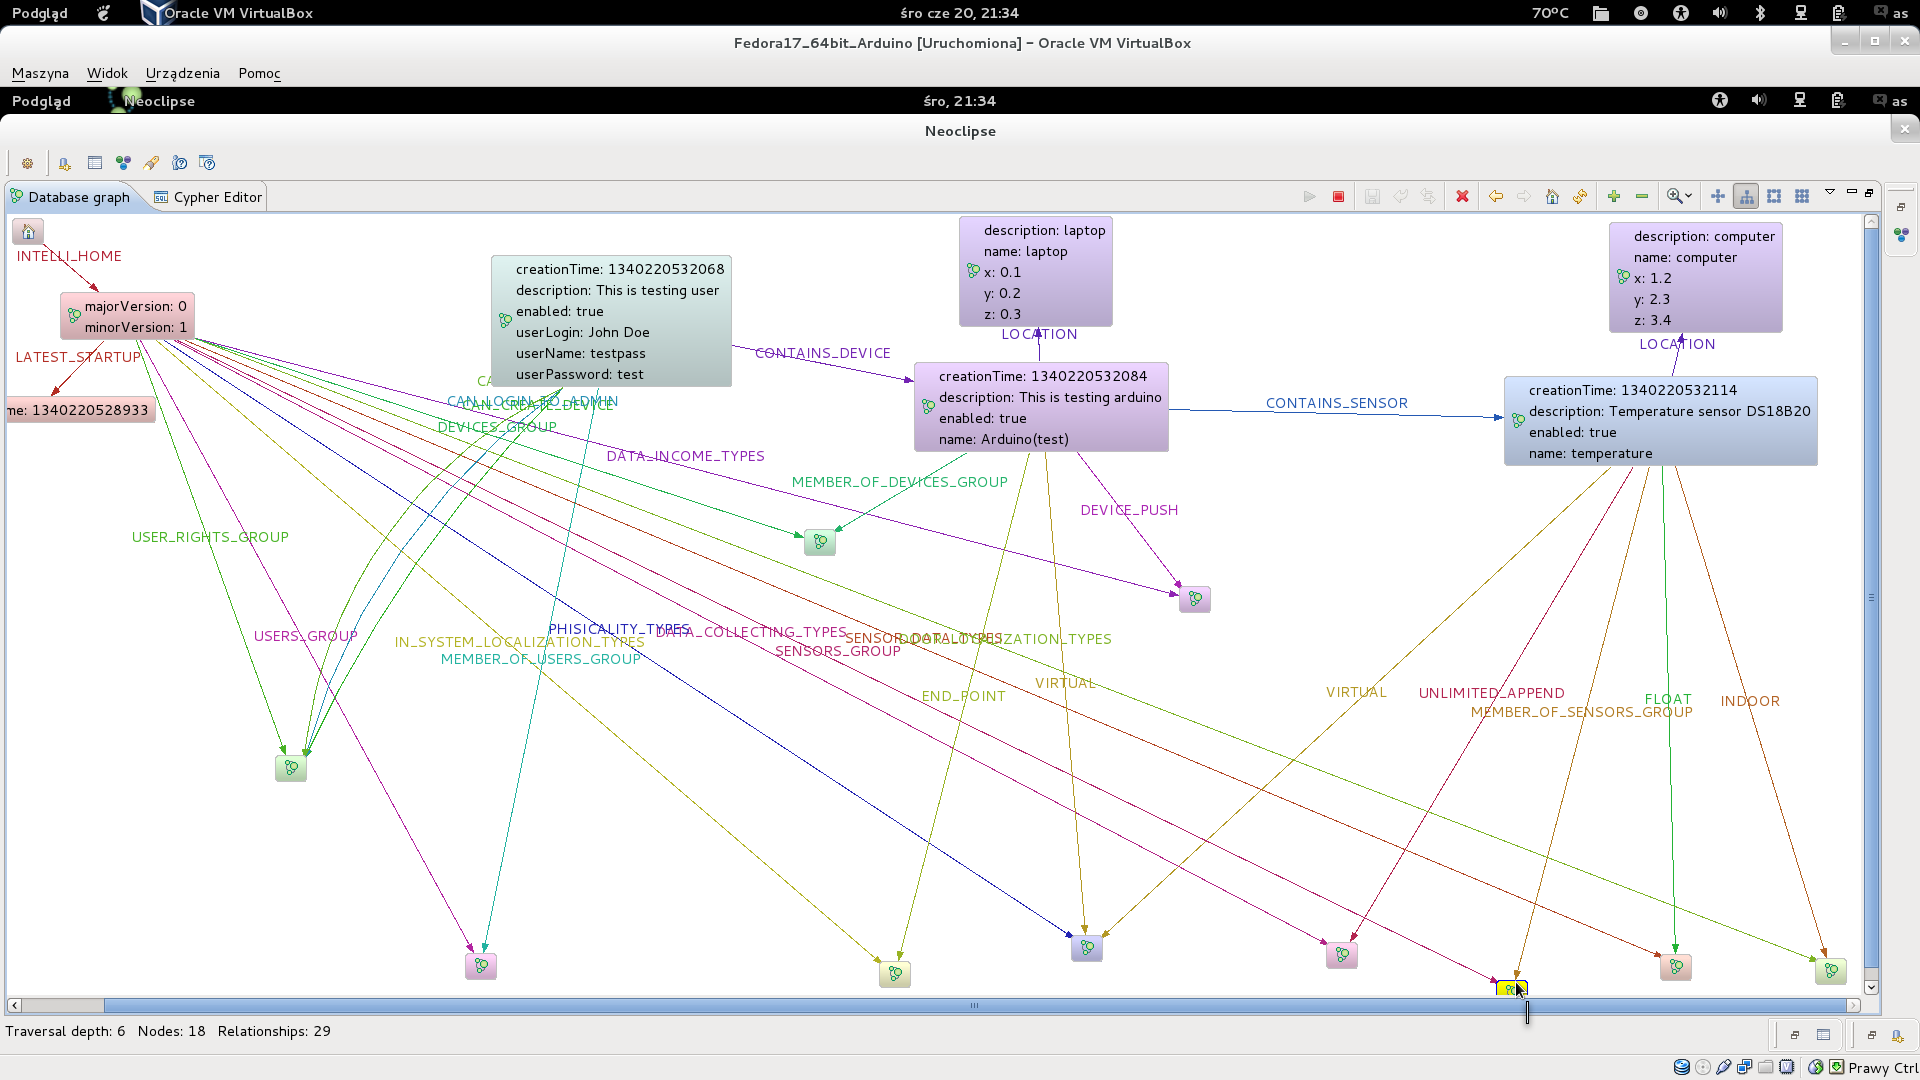 Podgląd
Oracle VM VirtualBox
śro cze 20, 21:34
70ºC
as
Fedora17_64bit_Arduino [Uruchomiona] – Oracle VM VirtualBox
Maszyna Widok Urządzenia Pomoc
Podgląd
Neoclipse
śro, 21:34
as
Neoclipse
Database graph
Cypher Editor
INTELLI_HOME
majorVersion: 0
minorVersion: 1
LATEST_STARTUP
me: 1340220528933
creationTime: 1340220532068
description: This is testing user
enabled: true
userLogin: John Doe
userName: testpass
userPassword: test
description: laptop
name: laptop
x: 0.1
y: 0.2
z: 0.3
LOCATION
description: computer
name: computer
x: 1.2
y: 2.3
z: 3.4
LOCATION
CONTAINS_DEVICE
creationTime: 1340220532084
description: This is testing arduino
enabled: true
name: Arduino(test)
CONTAINS_SENSOR
creationTime: 1340220532114
description: Temperature sensor DS18B20
enabled: true
name: temperature
CAN_LOGIN_TO_ADMIN
CAN_CREATE_DEVICE
DEVICES_GROUP
DATA_INCOME_TYPES
MEMBER_OF_DEVICES_GROUP
DEVICE_PUSH
USER_RIGHTS_GROUP
USERS_GROUP
PHISICALITY_TYPES
IN_SYSTEM_LOCALIZATION_TYPES
MEMBER_OF_USERS_GROUP
DATA_COLLECTING_TYPES
SENSORS_GROUP
SENSOR_DATA_TYPES
END_POINT
VIRTUAL
VIRTUAL
UNLIMITED_APPEND
MEMBER_OF_SENSORS_GROUP
FLOAT
INDOOR
Traversal depth: 6 Nodes: 18 Relationships: 29
Prawy Ctrl